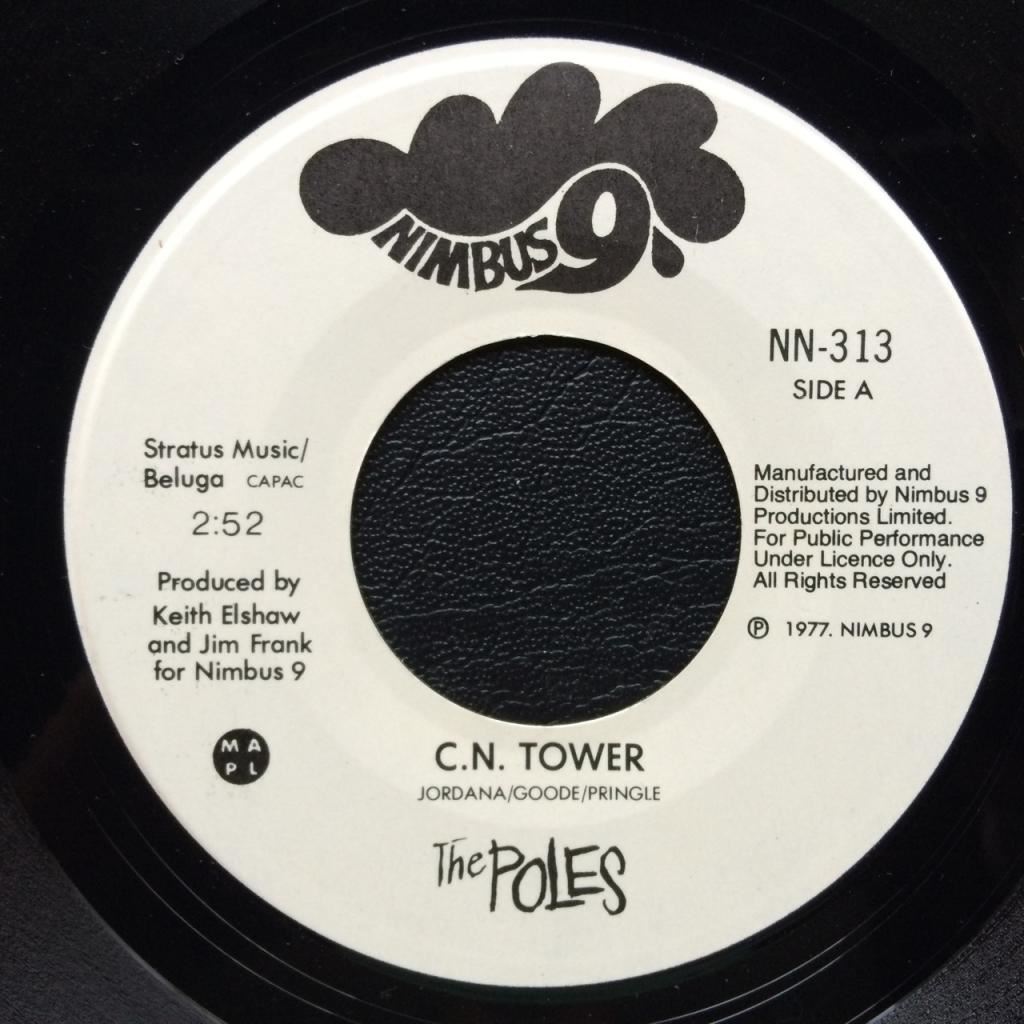 NIMBUS 9
NN-313
SIDE A
Stratus Music/
Beluga CAPAC
2:52
Produced by
Keith Elshaw
and Jim Frank
for Nimbus 9
M A
P L
Manufactured and
Distributed by Nimbus 9
Productions Limited.
For Public Performance
Under Licence Only.
All Rights Reserved
℗ 1977. NIMBUS 9
C.N. TOWER
JORDANA/GOODE/PRINGLE
The POLES